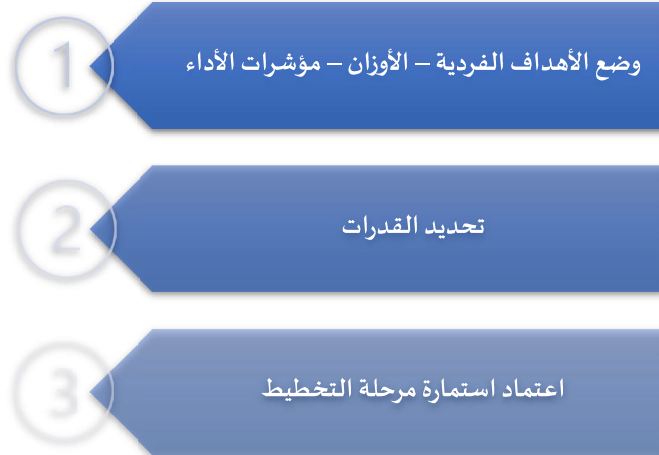 1
وضع الأهداف الفردية – الأوزان – مؤشرات الأداء
2
تحديد القدرات
3
اعتماد استمارة مرحلة التخطيط